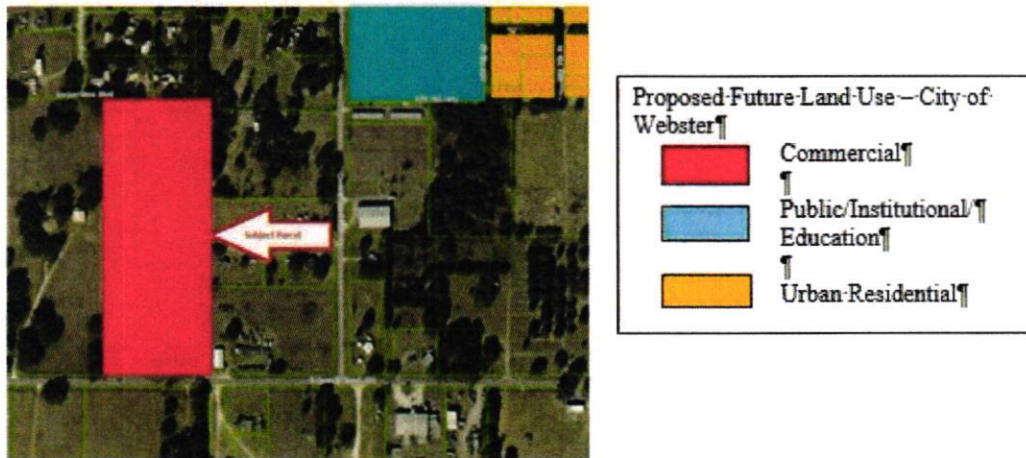 Subject Parcel
Proposed·Future·Land·Use·–·City·of·
Webster¶
Commercial¶
¶
Public/Institutional/¶
Education¶
¶
Urban·Residential¶